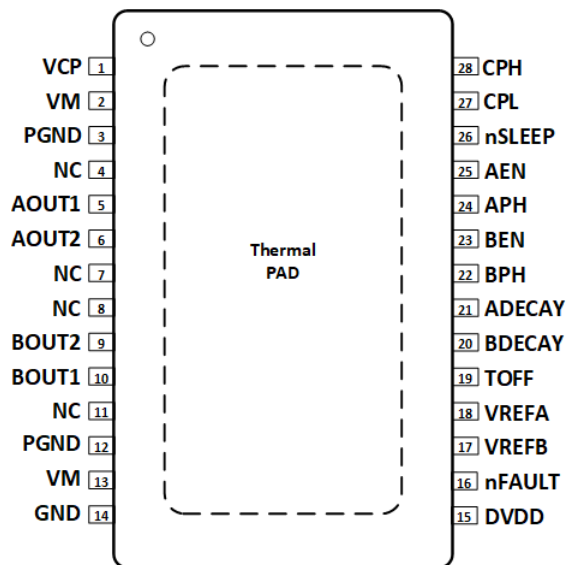 VCP 1
VM 2
PGND 3
NC 4
AOUT1 5
AOUT2 6
NC 7
NC 8
BOUT2 9
BOUT1 10
NC 11
PGND 12
VM 13
GND 14
Thermal
PAD
28 CPH
27 CPL
26 nSLEEP
25 AEN
24 APH
23 BEN
22 BPH
21 ADECAY
20 BDECAY
19 TOFF
18 VREFA
17 VREFB
16 nFAULT
15 DVDD